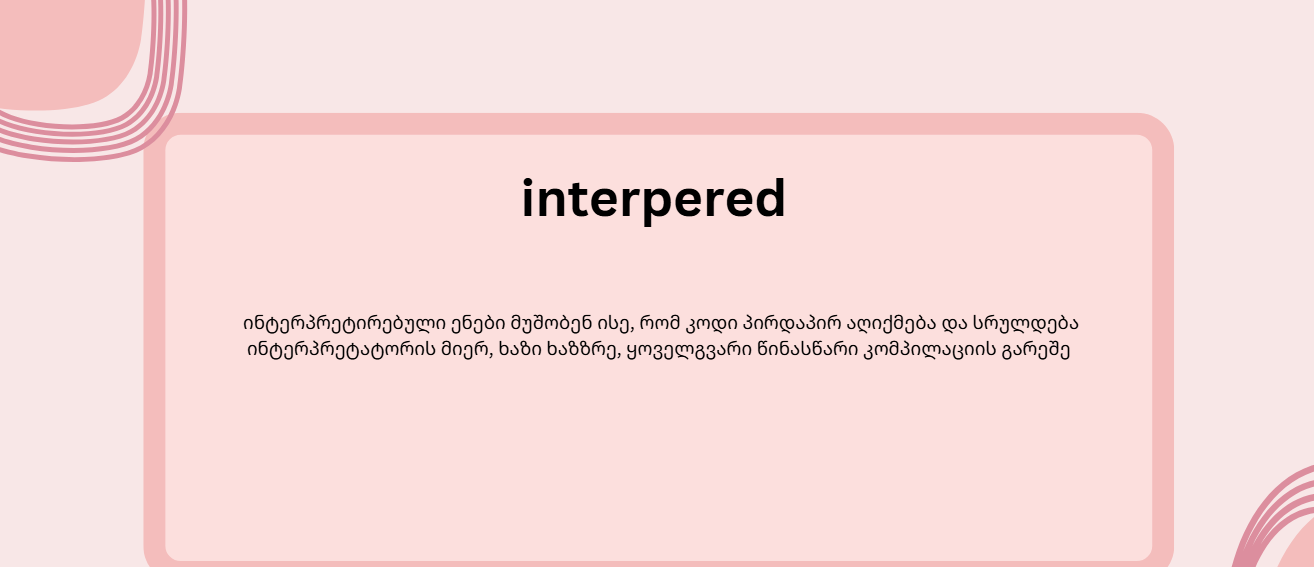 interpered
ინტერპრეტირებული ენები მუშობენ ისე, რომ კოდი პირდაპირ აღიქმება და სრულდება
ინტერპრეტატორის მიერ, ხაზი ხაზზრე, ყოველგვარი წინასწარი კომპილაციის გარეშე